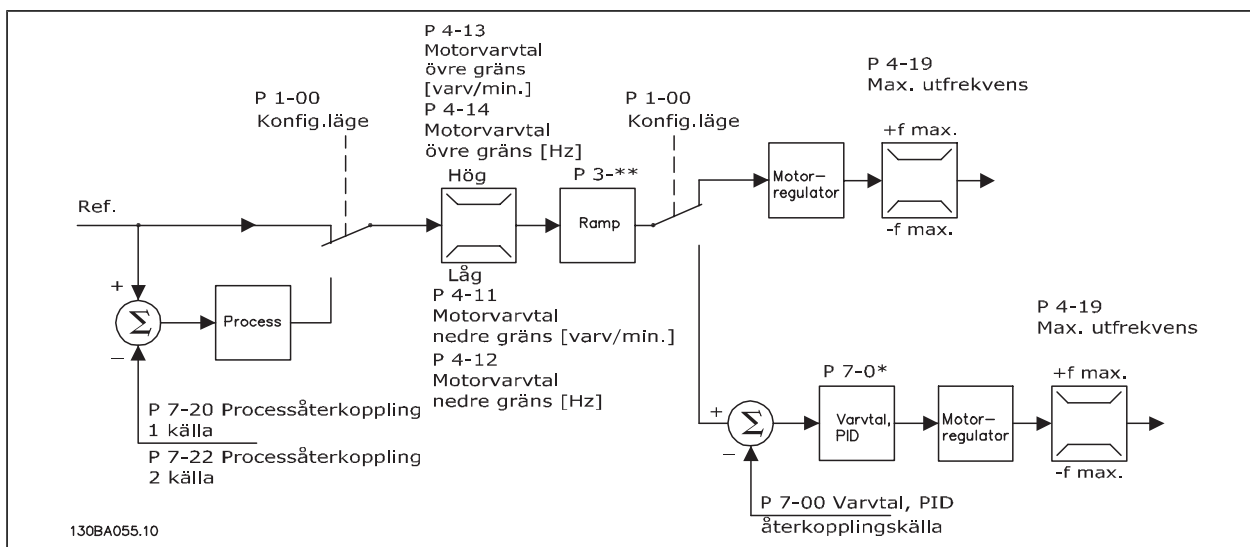 P 4-13
Motorvarvtal
övre gräns
[varv/min.]
P 4-14
Motorvarvtal
övre gräns [Hz]
P 1-00
Konfig.läge
P 1-00
Konfig.läge
P 4-19
Max. utfrekvens
Hög
P 3-**
Motor-
regulator
+f max.
-f max.
Ref.
Ramp
Låg
+
Σ
−
Process
P 4-11
Motorvarvtal
nedre gräns [varv/min.]
P 4-12
Motorvarvtal
nedre gräns [Hz]
P 7-20 Processåterkoppling
1 källa
P 7-22 Processåterkoppling
2 källa
P 4-19
Max. utfrekvens
P 7-0*
+f max.
+
Σ
−
Varvtal,
PID
Motor-
regulator
-f max.
P 7-00 Varvtal, PID
återkopplingskälla
130BA055.10